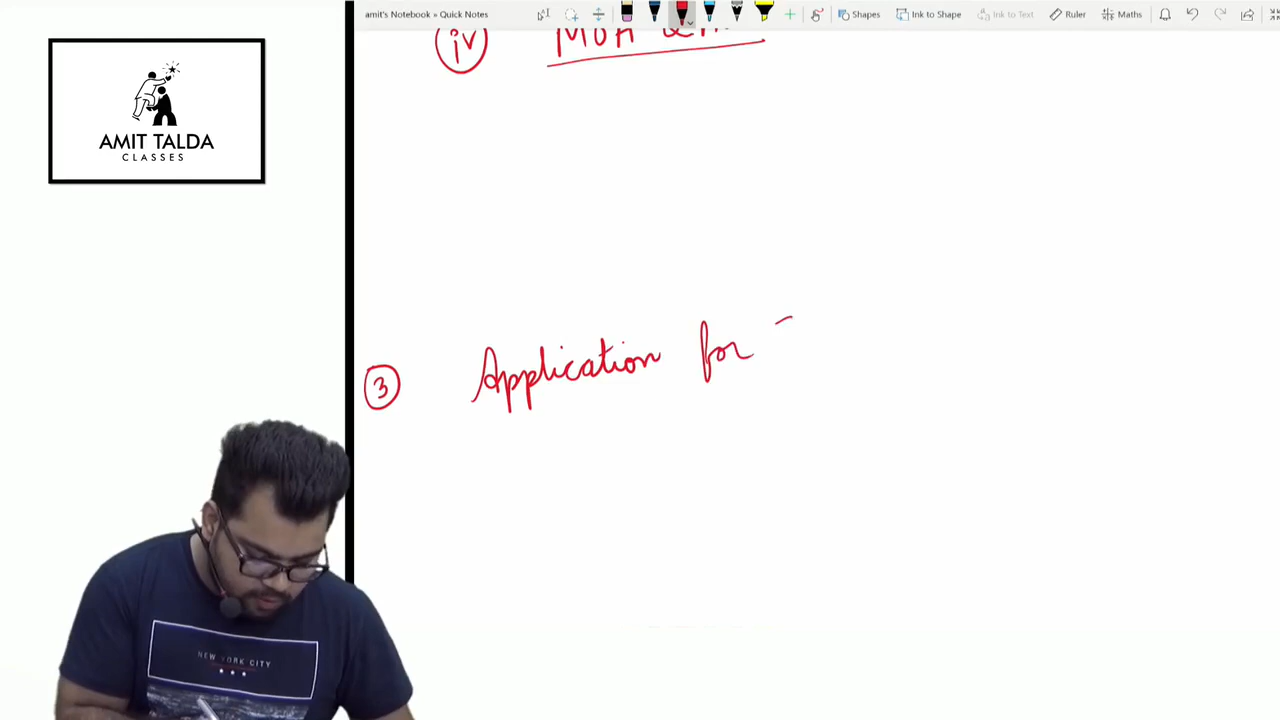 amit's Notebook » Quick Notes
Shapes
Ink to Shape
Ink to Text
Ruler
Maths
AMIT TALDA
CLASSES
iv MOA &
3 Application for
NEW YORK CITY